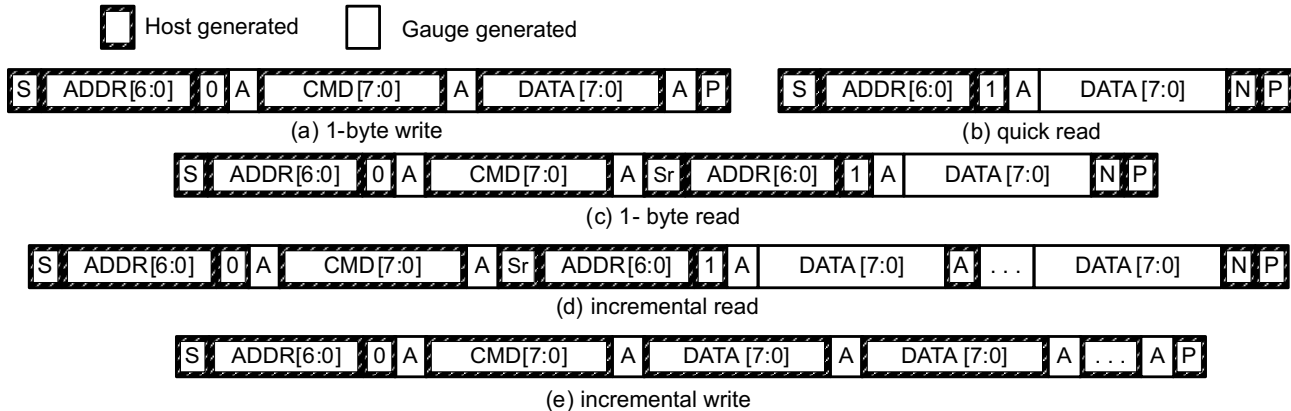 Host generated Gauge generated
S ADDR[6:0] 0 A CMD[7:0] A DATA [7:0] A P S ADDR[6:0] 1 A DATA [7:0] N P
(a) 1-byte write (b) quick read
S ADDR[6:0] 0 A CMD[7:0] A Sr ADDR[6:0] 1 A DATA [7:0] N P
(c) 1- byte read
S ADDR[6:0] 0 A CMD[7:0] A Sr ADDR[6:0] 1 A DATA [7:0] A . . . DATA [7:0] N P
(d) incremental read
S ADDR[6:0] 0 A CMD[7:0] A DATA [7:0] A DATA [7:0] A . . . A P
(e) incremental write